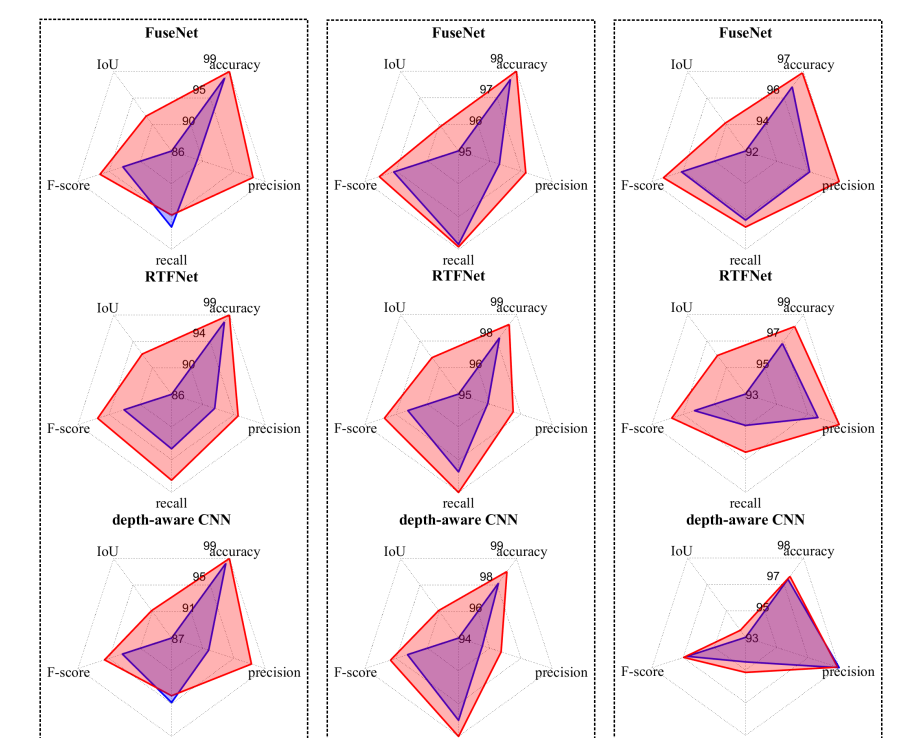 FuseNet
99
IoU
accuracy
95
90
86
F-score
precision
recall
RTFNet
99
IoU
accuracy
94
90
86
F-score
precision
recall
depth-aware CNN
99
IoU
accuracy
95
91
87
F-score
precision
FuseNet
98
IoU
accuracy
97
96
95
F-score
precision
recall
RTFNet
99
IoU
accuracy
98
96
95
F-score
precision
recall
depth-aware CNN
99
IoU
accuracy
98
96
94
F-score
precision
FuseNet
97
IoU
accuracy
96
94
92
F-score
precision
recall
RTFNet
99
IoU
accuracy
97
95
93
F-score
precision
recall
depth-aware CNN
98
IoU
accuracy
97
95
93
F-score
precision